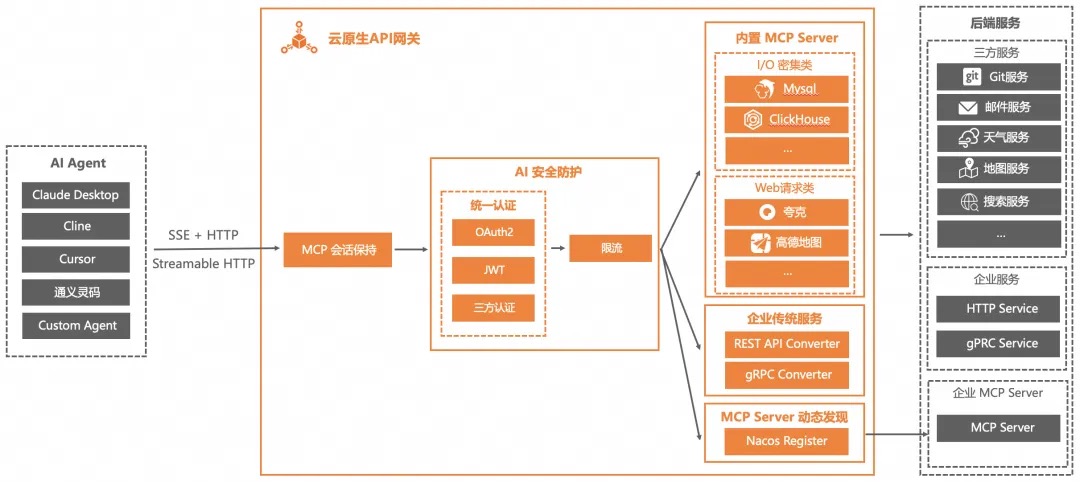 AI Agent
Claude Desktop
Cline
Cursor
通义灵码
Custom Agent
SSE + HTTP
Streamable HTTP
云原生API网关
MCP 会话保持
AI 安全防护
统一认证
OAuth2
JWT
三方认证
限流
内置 MCP Server
I/O 密集类
Mysql
ClickHouse
...
Web请求类
夸克
高德地图
...
企业传统服务
REST API Converter
gRPC Converter
MCP Server 动态发现
Nacos Register
后端服务
三方服务
git
Git服务
邮件服务
天气服务
地图服务
搜索服务
...
企业服务
HTTP Service
gPRC Service
企业 MCP Server
MCP Server